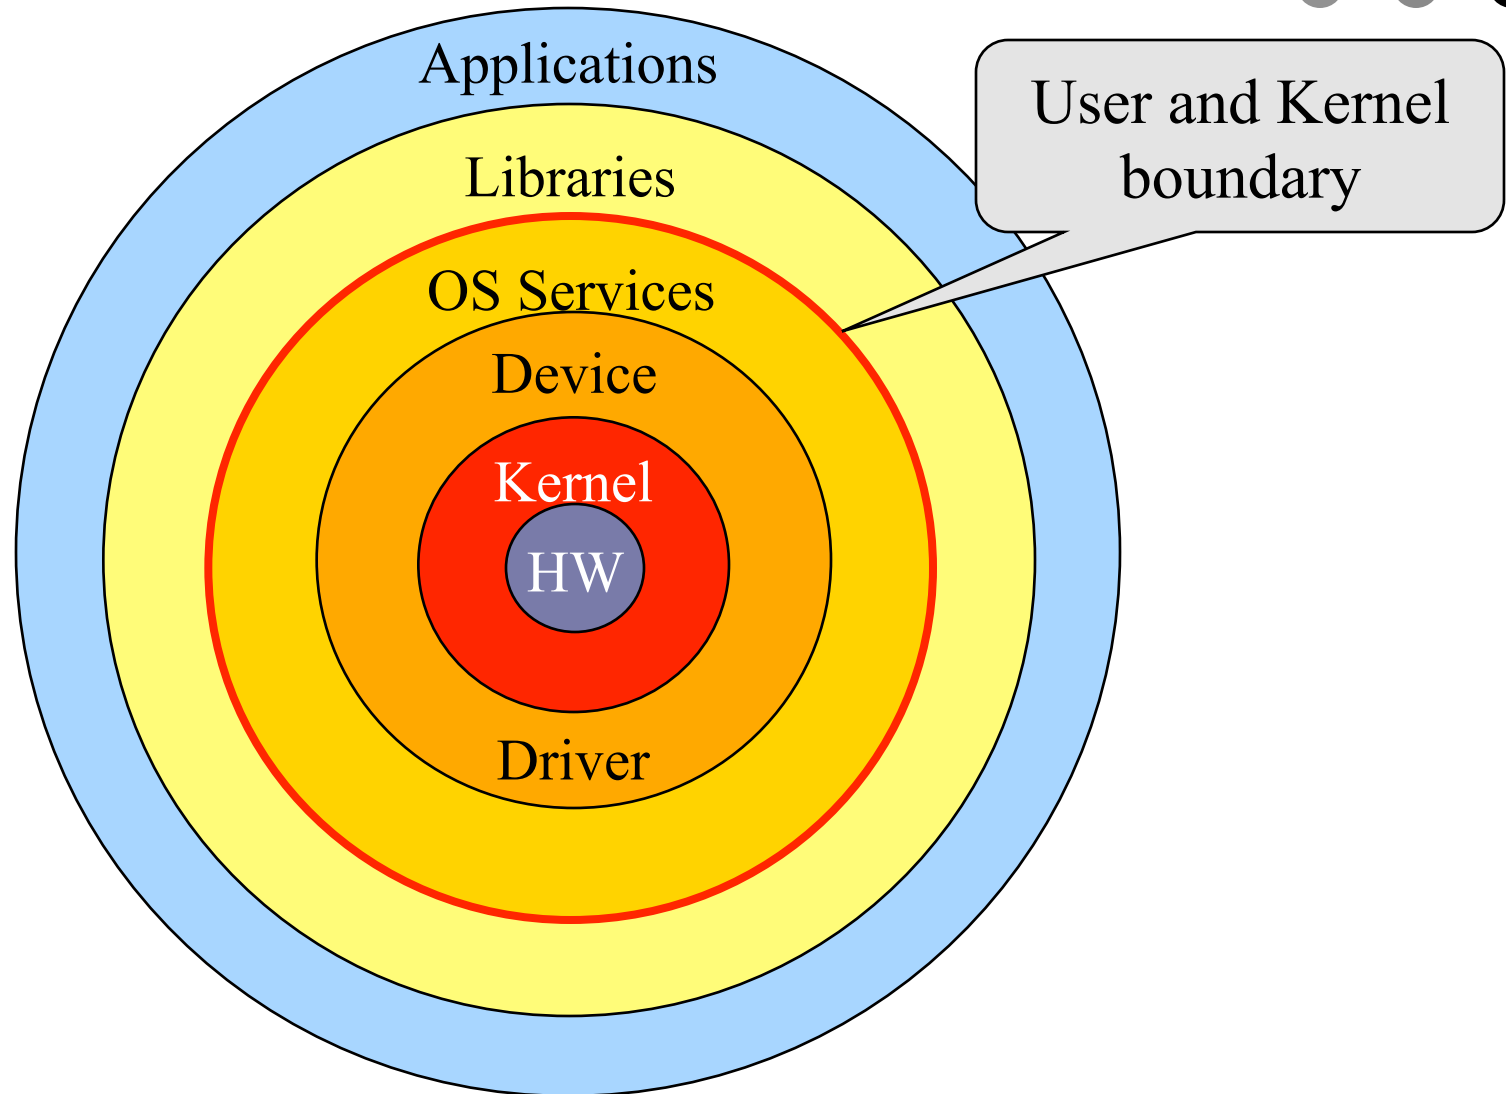 Applications
User and Kernel
boundary
Libraries
OS Services
Device
Kernel
HW
Driver